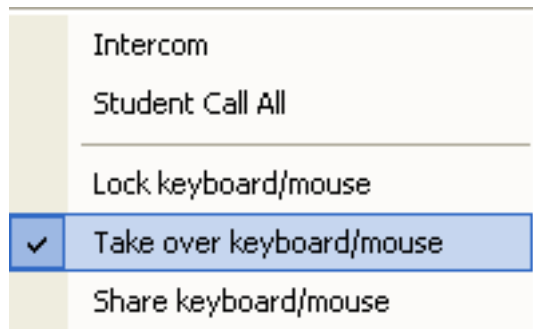 Intercom
Student Call All
Lock keyboard/mouse
Take over keyboard/mouse
Share keyboard/mouse